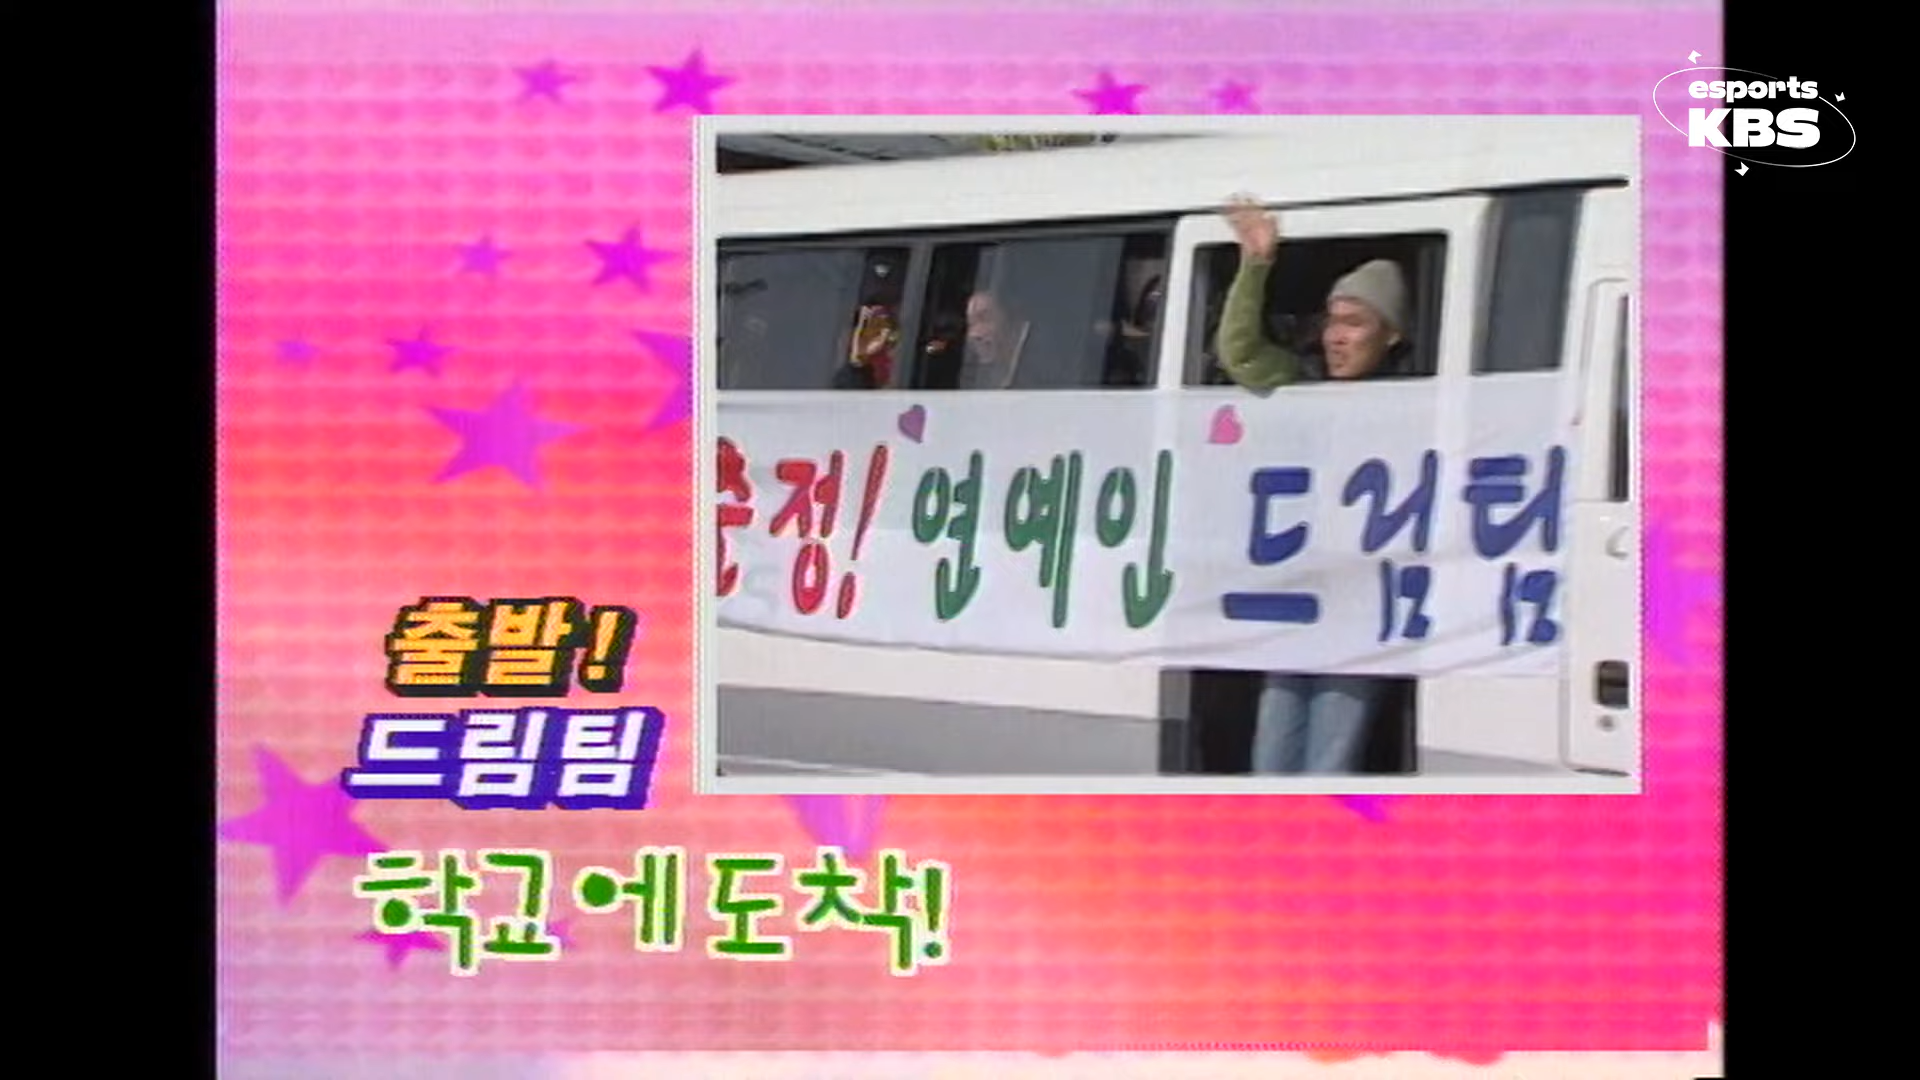 esports
KBS
정! 연예인 드림팀
출발!
드림팀
학교에 도착!